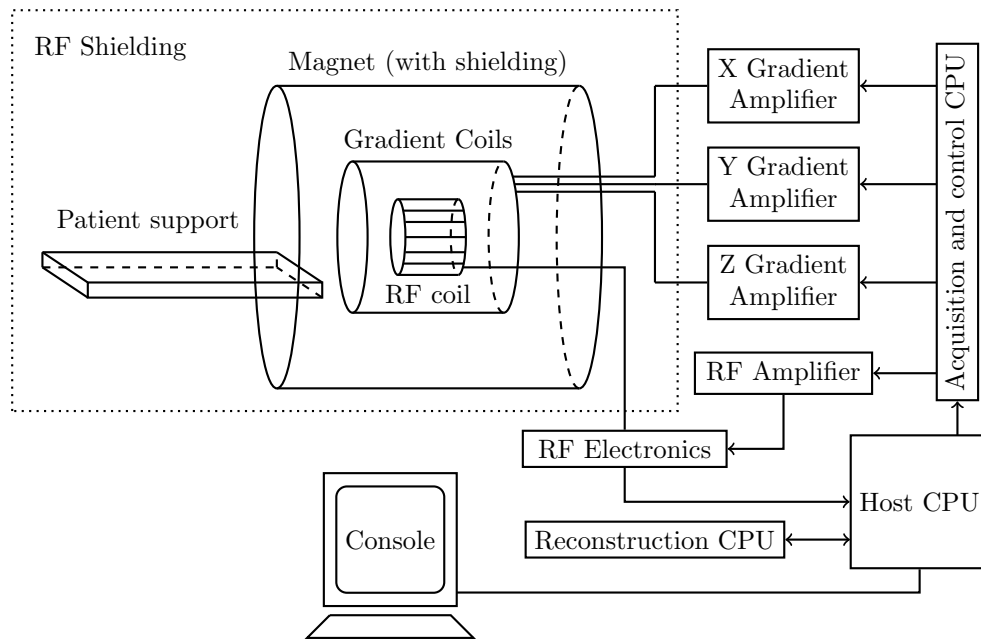 RF Shielding
Magnet (with shielding)
Gradient Coils
Patient support
RF coil
X Gradient
Amplifier
Y Gradient
Amplifier
Z Gradient
Amplifier
Acquisition and control CPU
RF Amplifier
RF Electronics
Host CPU
Reconstruction CPU
Console